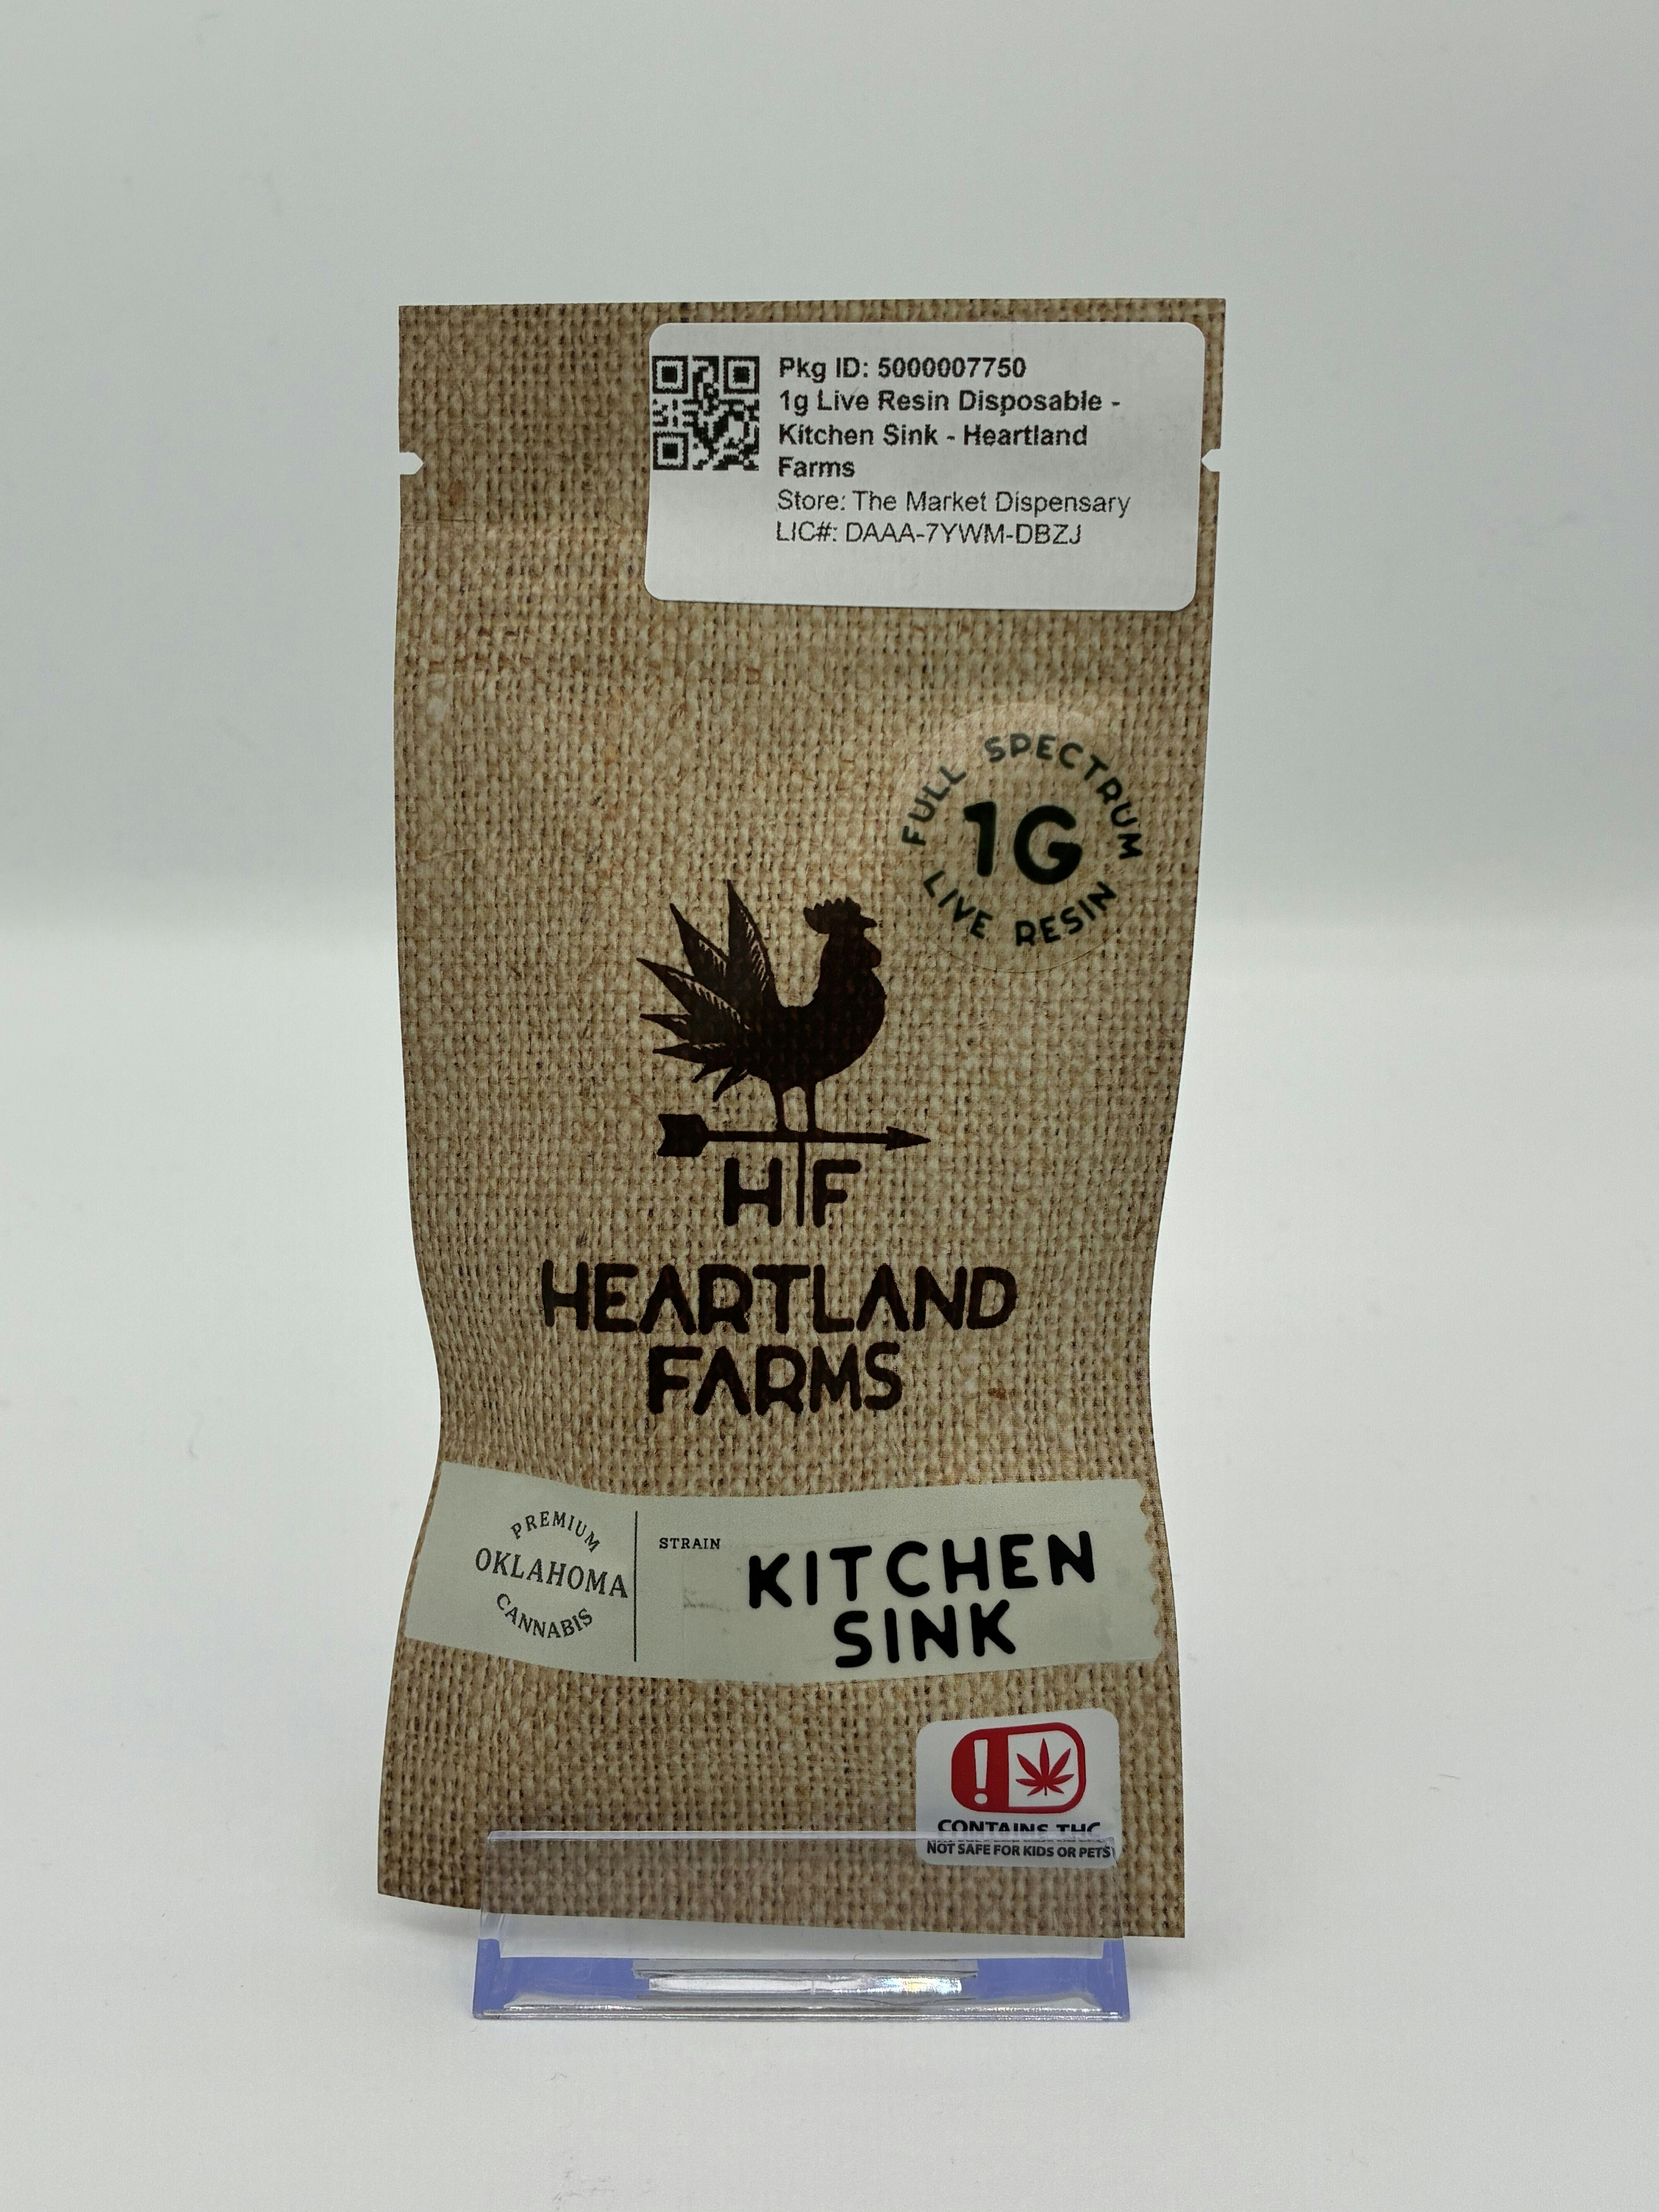 Pkg ID: 5000007750
1g Live Resin Disposable -
Kitchen Sink - Heartland
Farms
Store: The Market Dispensary
LIC#: DAAA-7YWM-DBZJ
FULL SPECTRUM
1G
LIVE RESIN
H F
HEARTLAND
FARMS
PREMIUM
OKLAHOMA
CANNABIS
STRAIN
KITCHEN
SINK
!
CONTAINS THC
NOT SAFE FOR KIDS OR PETS